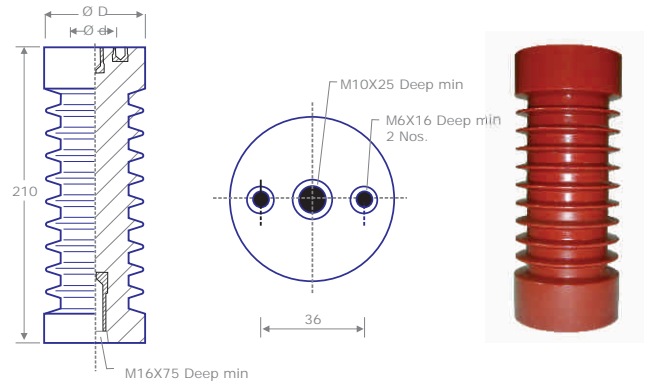 Ø D
Ø d
210
M16X75 Deep min
M10X25 Deep min
M6X16 Deep min
2 Nos.
36